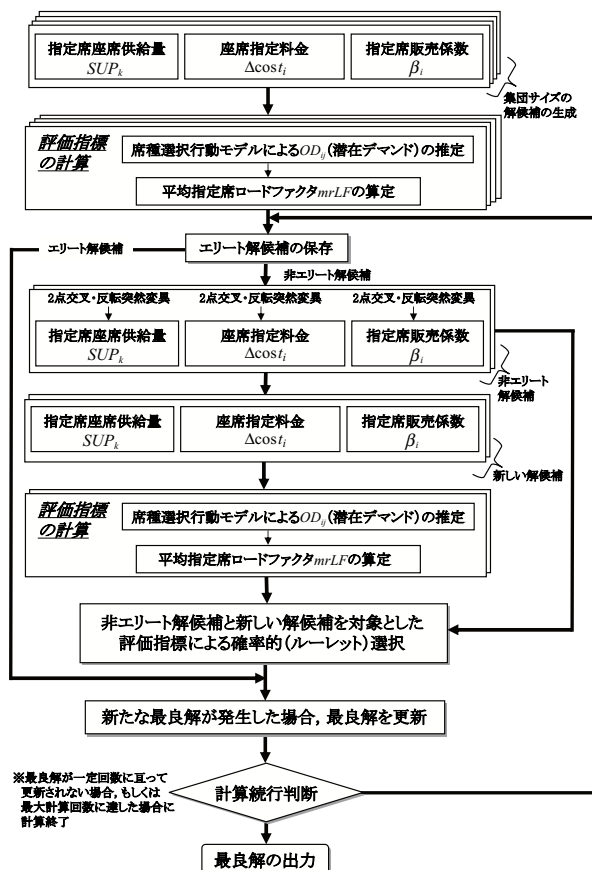 指定席座席供給量
SUPk
座席指定料金
Δcosti
指定席販売係数
βi
集団サイズの
解候補の生成
評価指標
の計算
席種選択行動モデルによるODij(潜在デマンド)の推定
平均指定席ロードファクタmrLFの算定
エリート解候補
エリート解候補の保存
非エリート解候補
2点交叉・反転突然変異
2点交叉・反転突然変異
2点交叉・反転突然変異
指定席座席供給量
SUPk
座席指定料金
Δcosti
指定席販売係数
βi
非エリート
解候補
指定席座席供給量
SUPk
座席指定料金
Δcosti
指定席販売係数
βi
新しい解候補
評価指標
の計算
席種選択行動モデルによるODij(潜在デマンド)の推定
平均指定席ロードファクタmrLFの算定
非エリート解候補と新しい解候補を対象とした
評価指標による確率的(ルーレット)選択
新たな最良解が発生した場合,最良解を更新
※最良解が一定回数に亘って
更新されない場合,もしくは
最大計算回数に達した場合に
計算終了
計算続行判断
最良解の出力